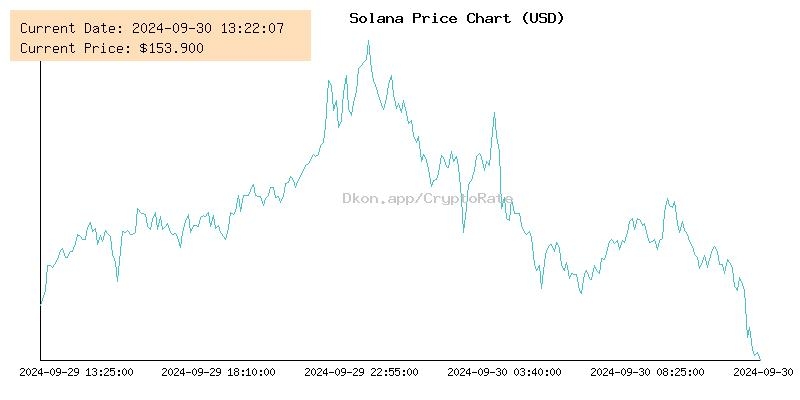 Solana Price Chart (USD)
Current Date: 2024-09-30 13:22:07
Current Price: $153.900
Dkon.app/CryptoRate
2024-09-29 13:25:00 2024-09-29 18:10:00 2024-09-29 22:55:00 2024-09-30 03:40:00 2024-09-30 08:25:00 2024-09-30